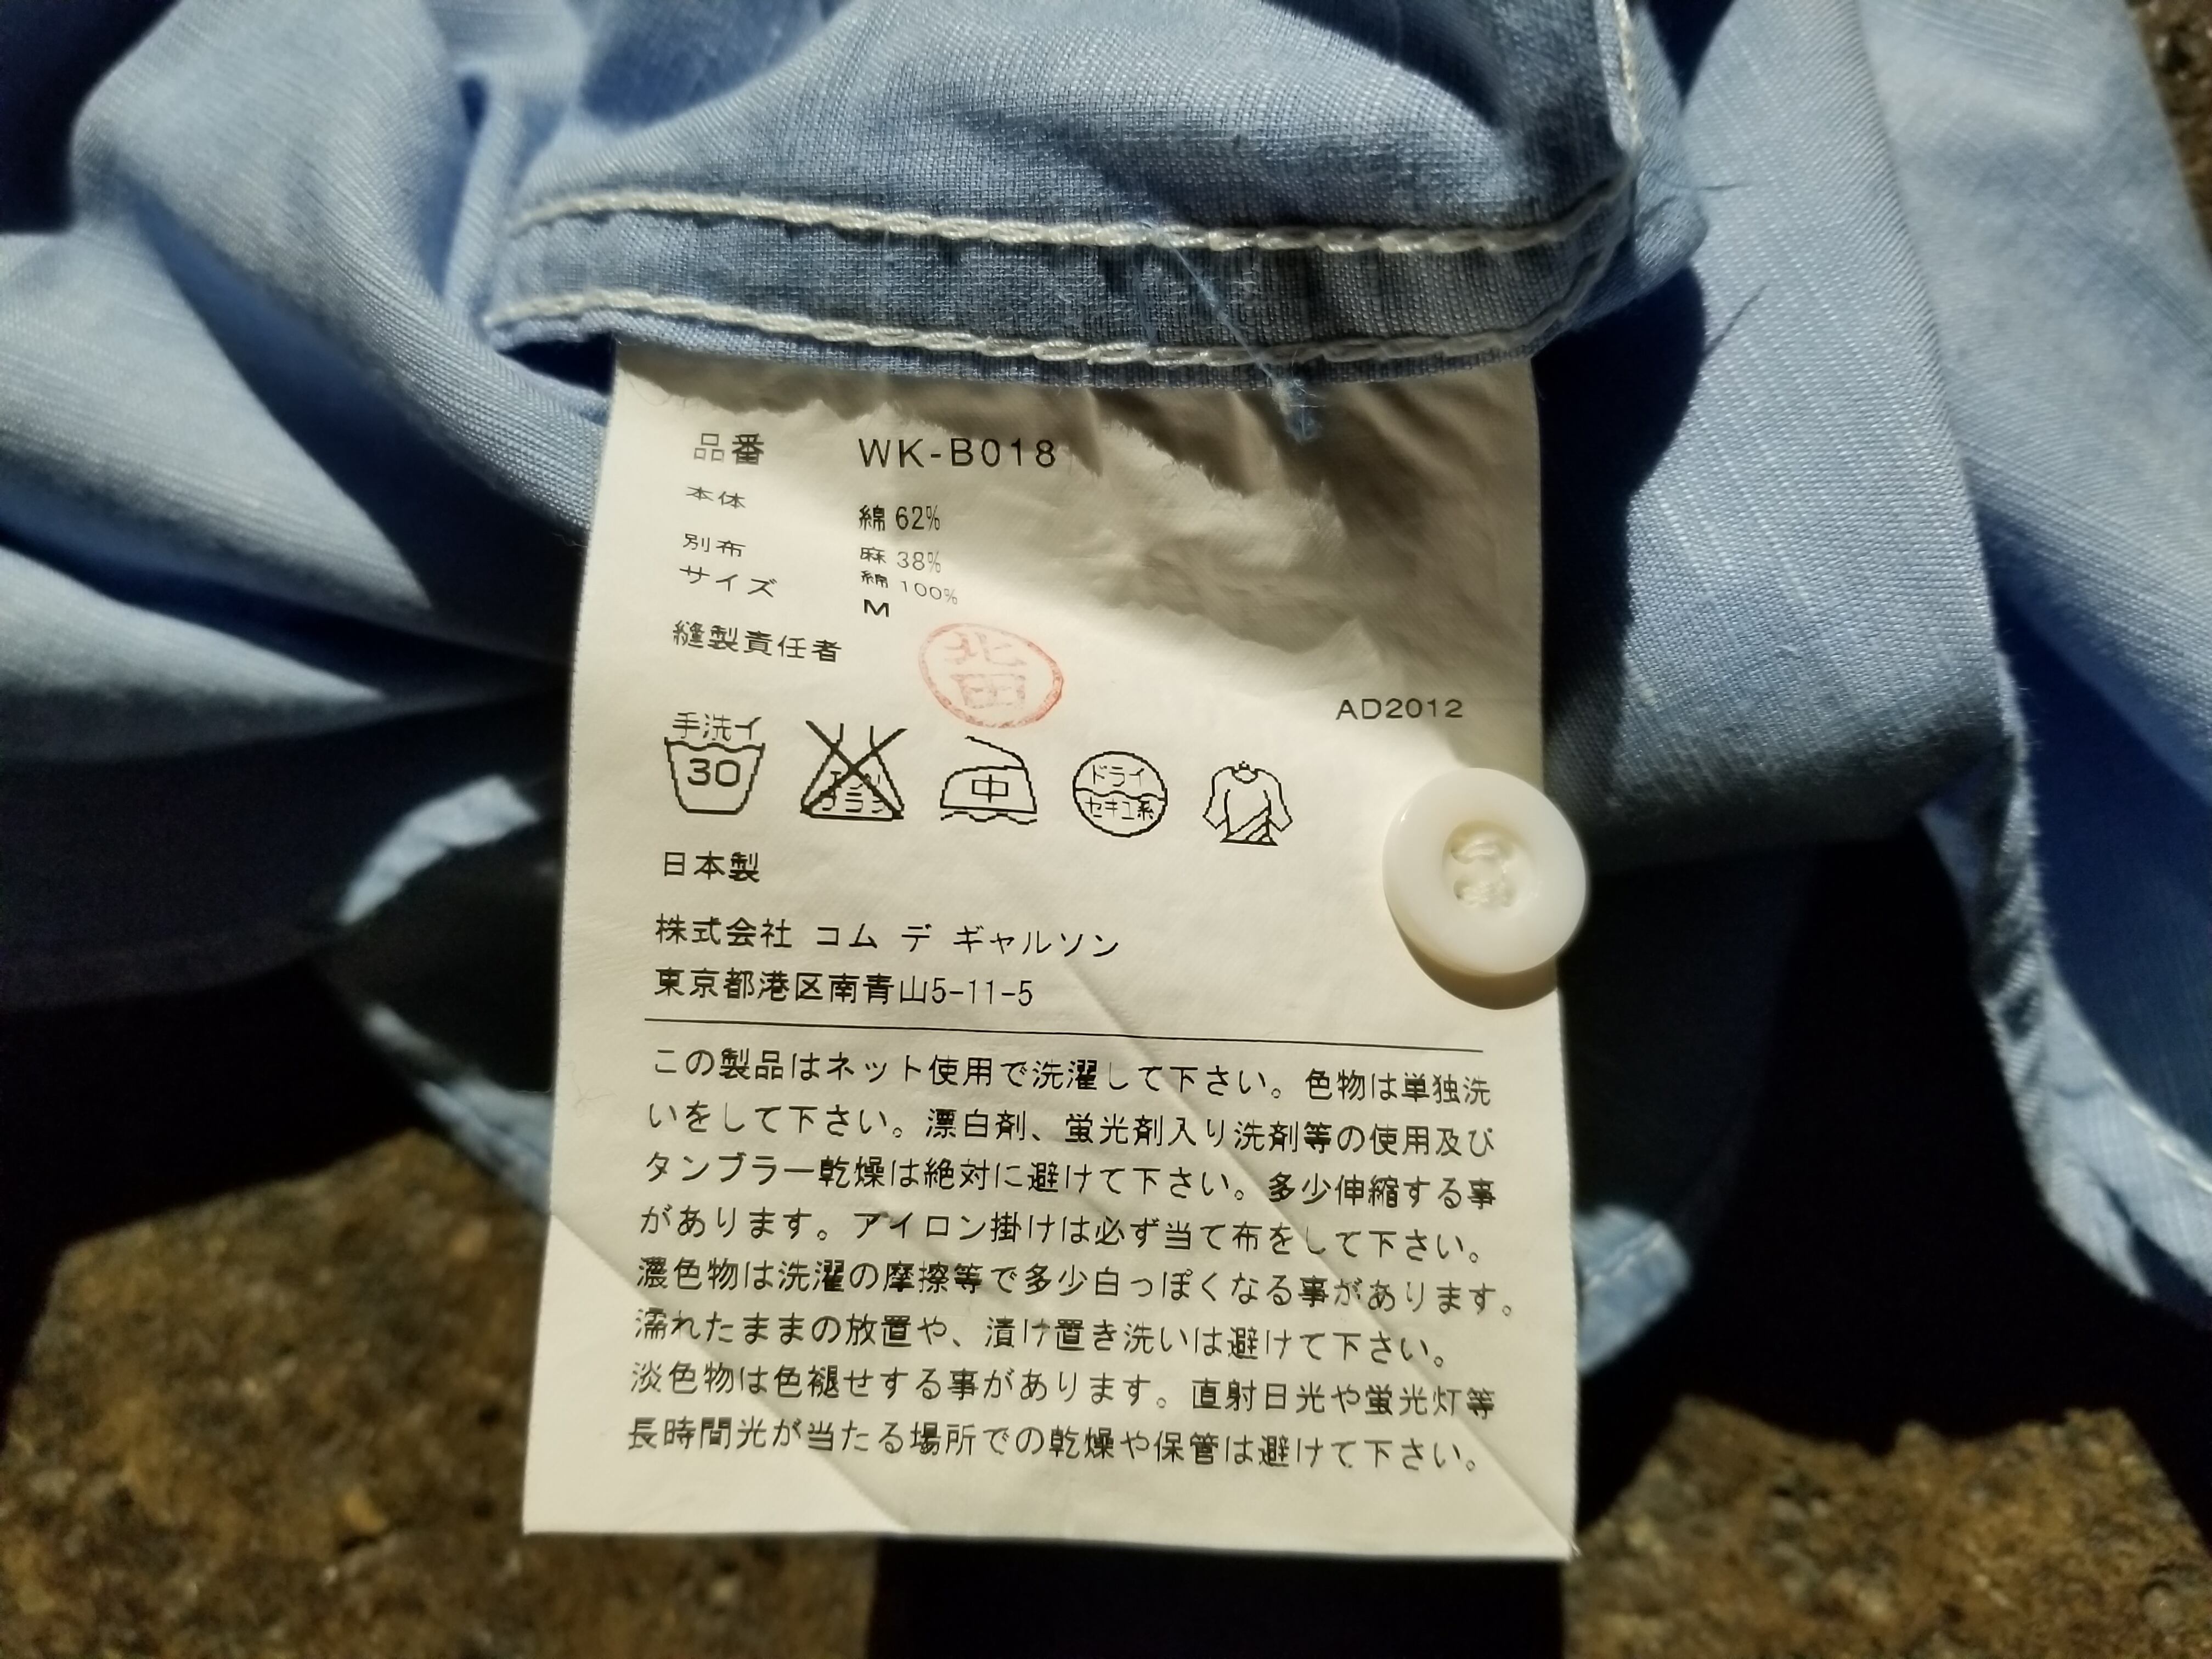 品番 WK-B018
本体 綿 62%
麻 38%
別布 綿 100%
サイズ M
縫製責任者 北田
AD2012
手洗イ
30
エンソ
サラシ
中
ドライ
セキユ系
日本製
株式会社 コム デ ギャルソン
東京都港区南青山5-11-5
この製品はネット使用で洗濯して下さい。色物は単独洗
いをして下さい。漂白剤、蛍光剤入り洗剤等の使用及び
タンブラー乾燥は絶対に避けて下さい。多少伸縮する事
があります。アイロン掛けは必ず当て布をして下さい。
濃色物は洗濯の摩擦等で多少白っぽくなる事があります。
濡れたままの放置や、漬け置き洗いは避けて下さい。
淡色物は色褪せする事があります。直射日光や蛍光灯等
長時間光が当たる場所での乾燥や保管は避けて下さい。